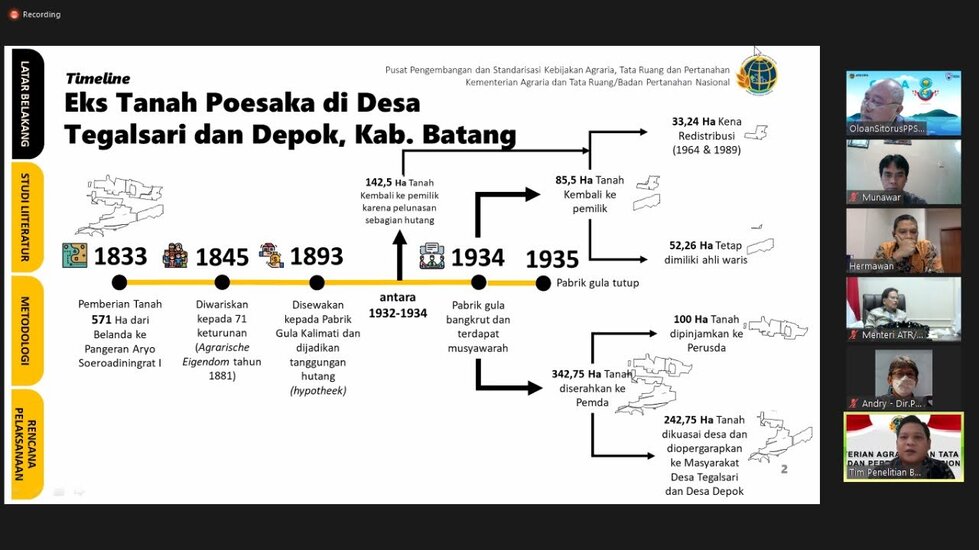 Recording
LATAR BELAKANG
STUDI LIITERATUR
METODOLOGI
RENCANA
PELAKSANAAN
Timeline
Eks Tanah Poesaka di Desa
Tegalsari dan Depok, Kab. Batang
Pusat Pengembangan dan Standarisasi Kebijakan Agraria, Tata Ruang dan Pertanahan
Kementerian Agraria dan Tata Ruang/Badan Pertanahan Nasional
33,24 Ha Kena
Redistribusi
(1964 & 1989)
142,5 Ha Tanah
Kembali ke pemilik
karena pelunasan
sebagian hutang
85,5 Ha Tanah
Kembali ke
pemilik
52,26 Ha Tetap
dimiliki ahli waris
1833
1845
1893
1934
1935
Pabrik gula tutup
antara
1932-1934
Pemberian Tanah
571 Ha dari
Belanda ke
Pangeran Aryo
Soeroadiningrat I
Diwariskan
kepada 71
keturunan
(Agrarische
Eigendom tahun
1881)
Disewakan
kepada Pabrik
Gula Kalimati dan
dijadikan
tanggungan
hutang
(hypotheek)
Pabrik gula
bangkrut dan
terdapat
musyawarah
342,75 Ha Tanah
diserahkan ke
Pemda
100 Ha Tanah
dipinjamkan ke
Perusda
242,75 Ha Tanah
dikuasai desa dan
diopergarapkan
ke Masyarakat
Desa Tegalsari
dan Desa Depok
2
OloanSitorusPPS...
Munawar
Hermawan
Menteri ATR/...
Andry - Dir.P...
TERIAN AGRA
TATA
DAN PER
ION
Tim Penelitian B...